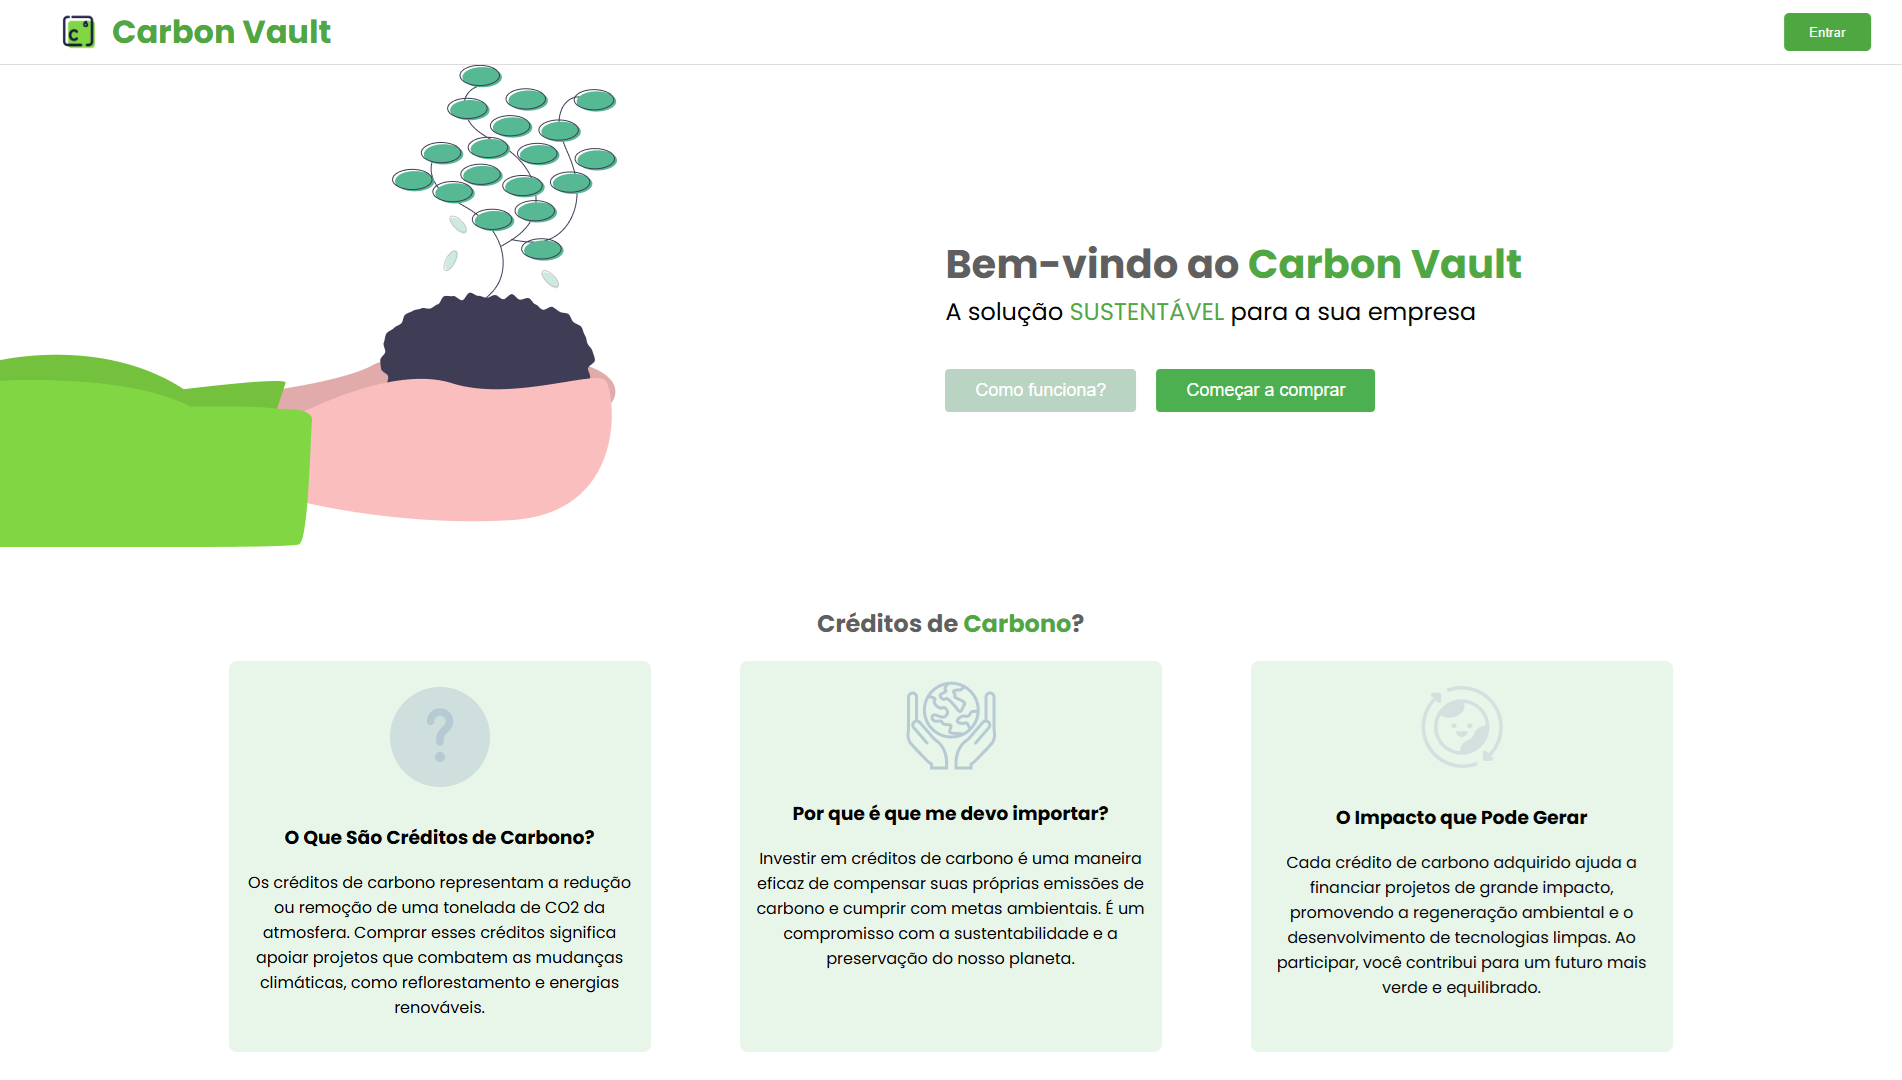 Carbon Vault
Entrar
Bem-vindo ao Carbon Vault
A solução SUSTENTÁVEL para a sua empresa
Como funciona?
Começar a comprar
Créditos de Carbono?
O Que São Créditos de Carbono?
Os créditos de carbono representam a redução
ou remoção de uma tonelada de CO2 da
atmosfera. Comprar esses créditos significa
apoiar projetos que combatem as mudanças
climáticas, como reflorestamento e energias
renováveis.
Por que é que me devo importar?
Investir em créditos de carbono é uma maneira
eficaz de compensar suas próprias emissões de
carbono e cumprir com metas ambientais. É um
compromisso com a sustentabilidade e a
preservação do nosso planeta.
O Impacto que Pode Gerar
Cada crédito de carbono adquirido ajuda a
financiar projetos de grande impacto,
promovendo a regeneração ambiental e o
desenvolvimento de tecnologias limpas. Ao
participar, você contribui para um futuro mais
verde e equilibrado.